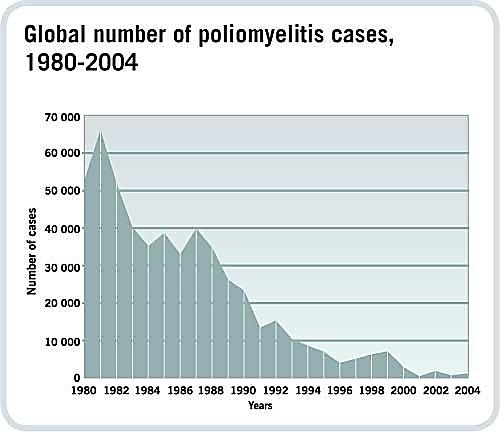 Global number of poliomyelitis cases,
1980-2004
70 000
60 000
50 000
40 000
30 000
20 000
10 000
0
Number of cases
1980 1982 1984 1986 1988 1990 1992 1994 1996 1998 2000 2002 2004
Years